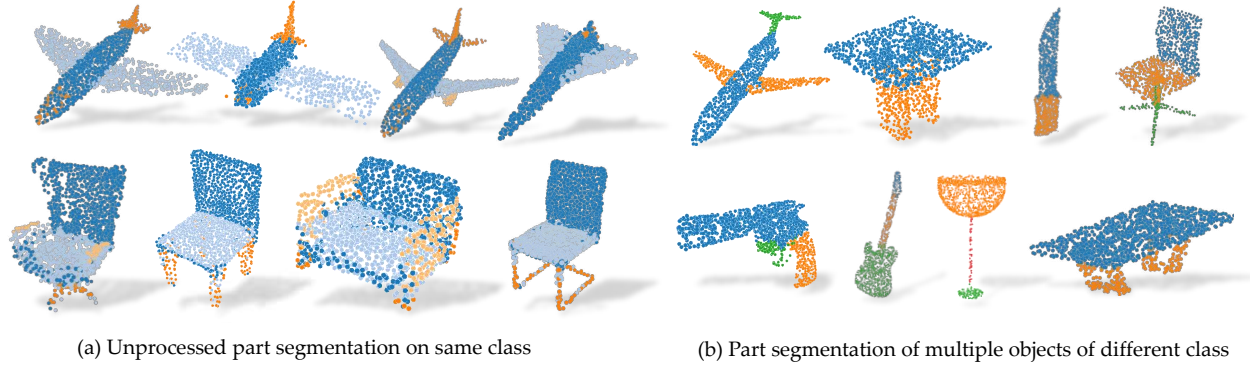 (a) Unprocessed part segmentation on same class
(b) Part segmentation of multiple objects of different class